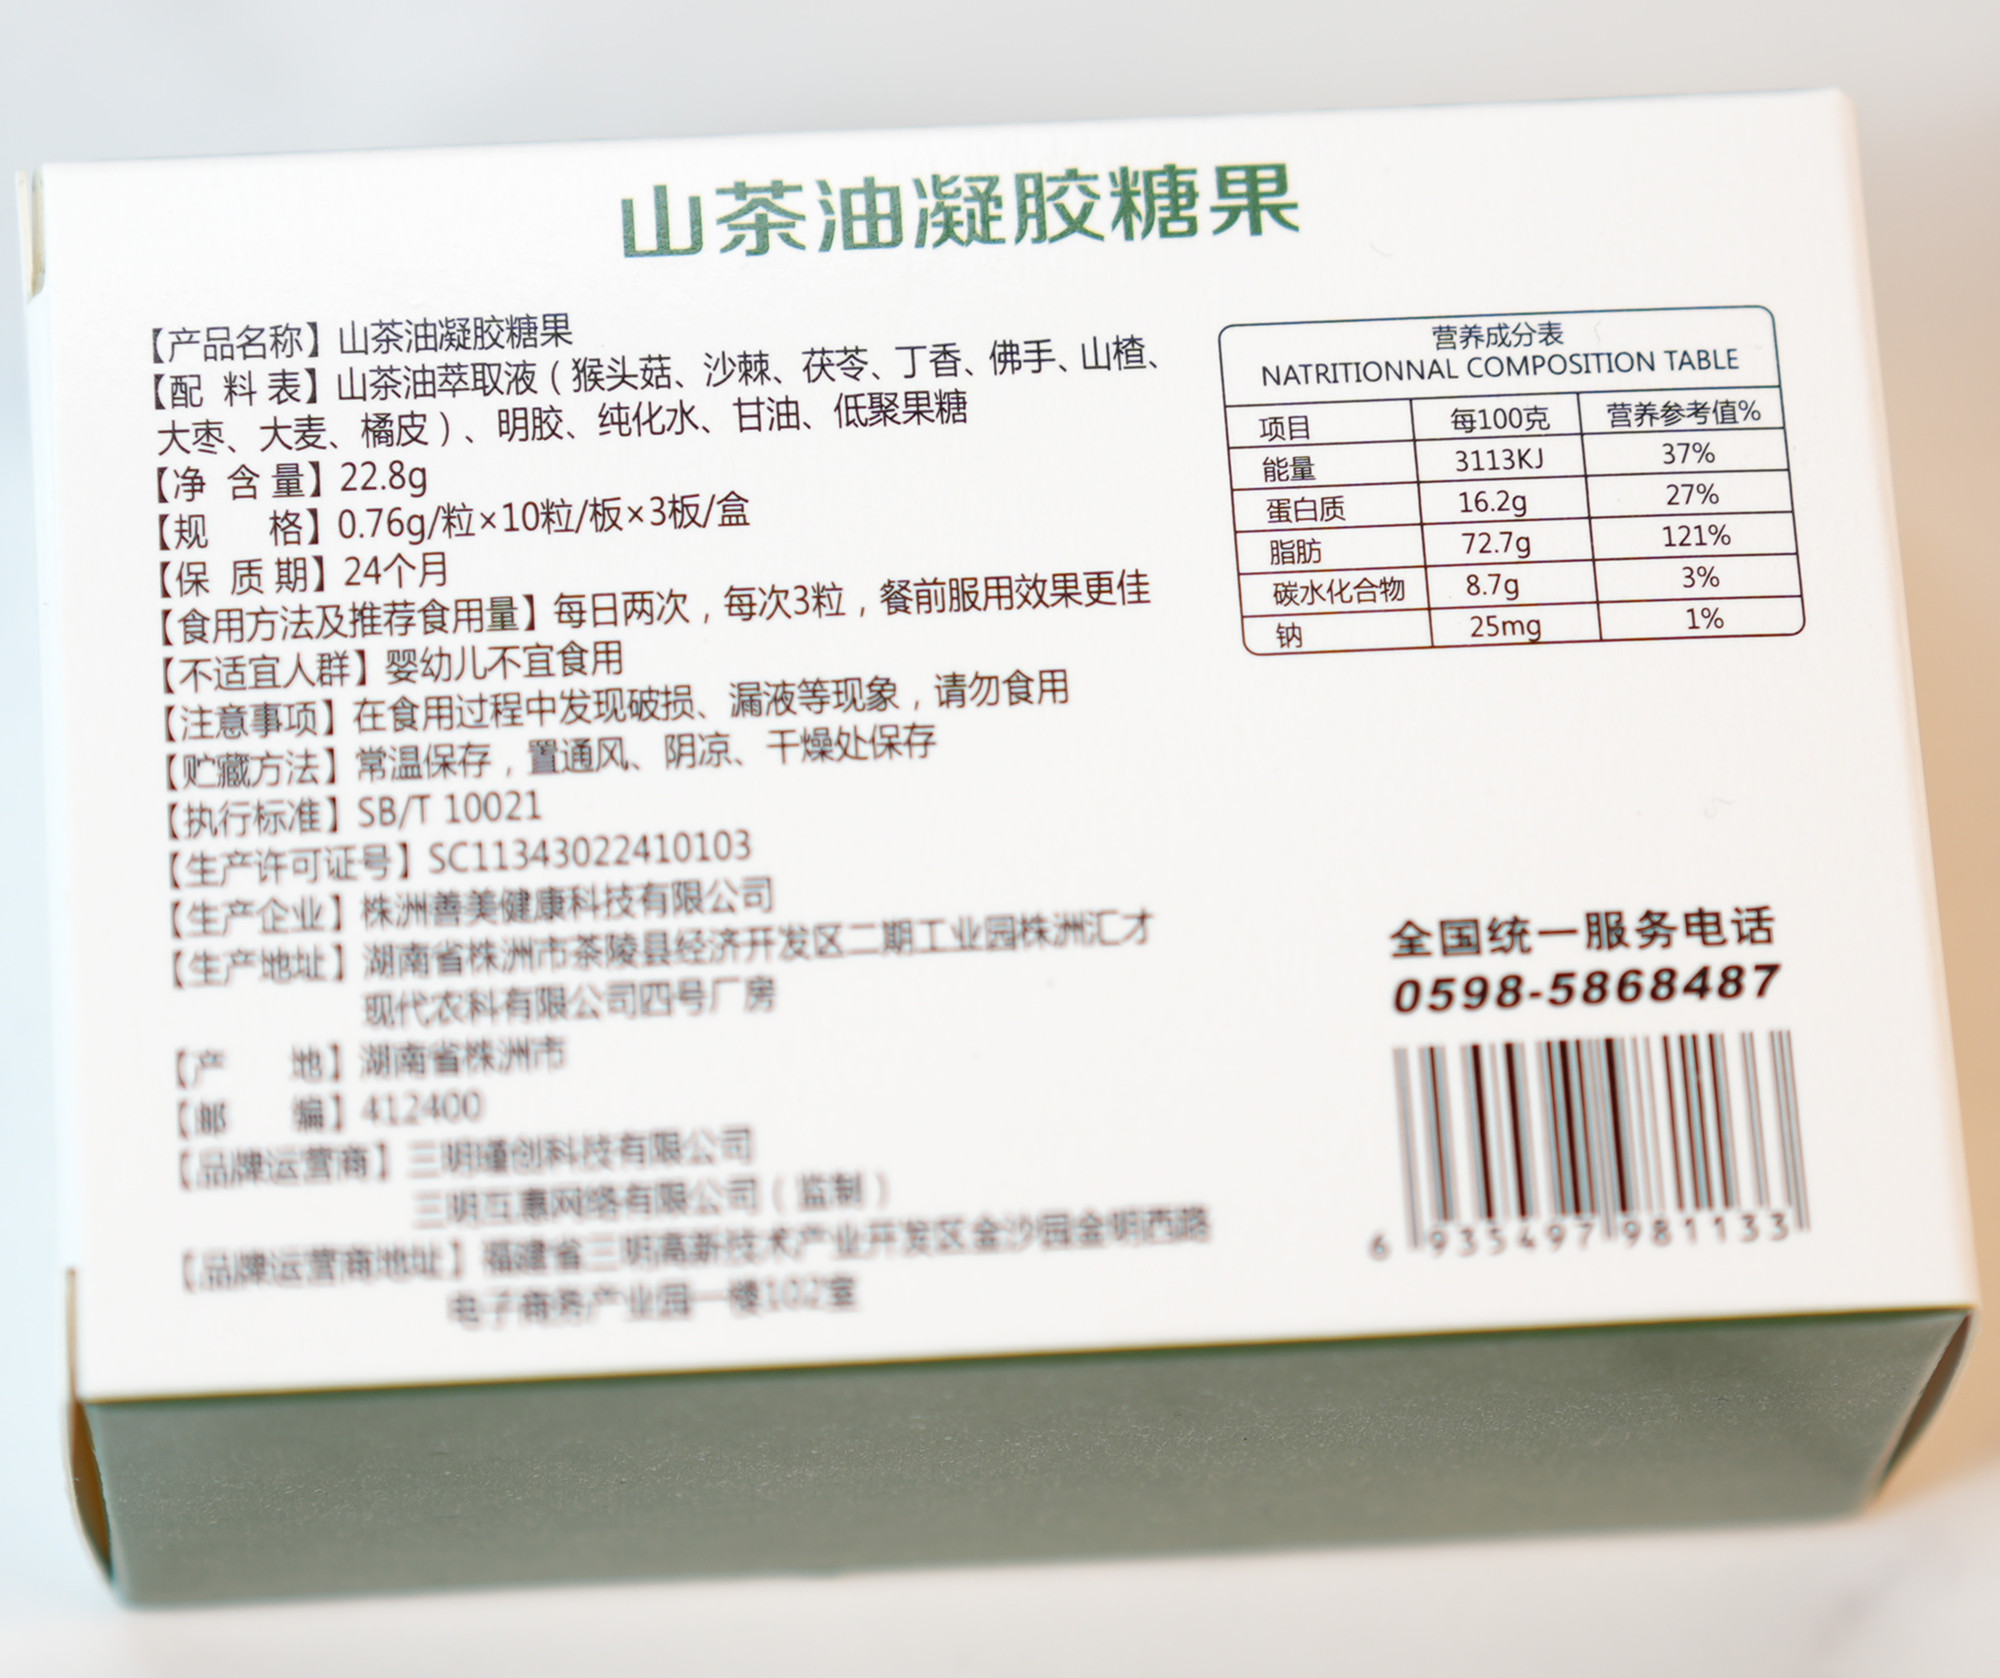 山茶油凝胶糖果
【产品名称】山茶油凝胶糖果
【配 料 表】山茶油萃取液（猴头菇、沙棘、茯苓、丁香、佛手、山楂、
大枣、大麦、橘皮）、明胶、纯化水、甘油、低聚果糖
【净 含 量】22.8g
【规 格】0.76g/粒×10粒/板×3板/盒
【保 质 期】24个月
【食用方法及推荐食用量】每日两次，每次3粒，餐前服用效果更佳
【不适宜人群】婴幼儿不宜食用
【注意事项】在食用过程中发现破损、漏液等现象，请勿食用
【贮藏方法】常温保存，置通风、阴凉、干燥处保存
【执行标准】SB/T 10021
【生产许可证号】SC11343022410103
【生产企业】株洲善美健康科技有限公司
【生产地址】湖南省株洲市茶陵县经济开发区二期工业园株洲汇才
现代农科有限公司四号厂房
【产 地】湖南省株洲市
【邮 编】412400
【品牌运营商】三明瑾创科技有限公司
三明互惠网络有限公司（监制）
【品牌运营商地址】福建省三明高新技术产业开发区金沙园金明西路
电子商务产业园一楼102室
营养成分表
NATRITIONNAL COMPOSITION TABLE
项目 每100克 营养参考值%
能量 3113KJ 37%
蛋白质 16.2g 27%
脂肪 72.7g 121%
碳水化合物 8.7g 3%
钠 25mg 1%
全国统一服务电话
0598-5868487
6 935497 981133